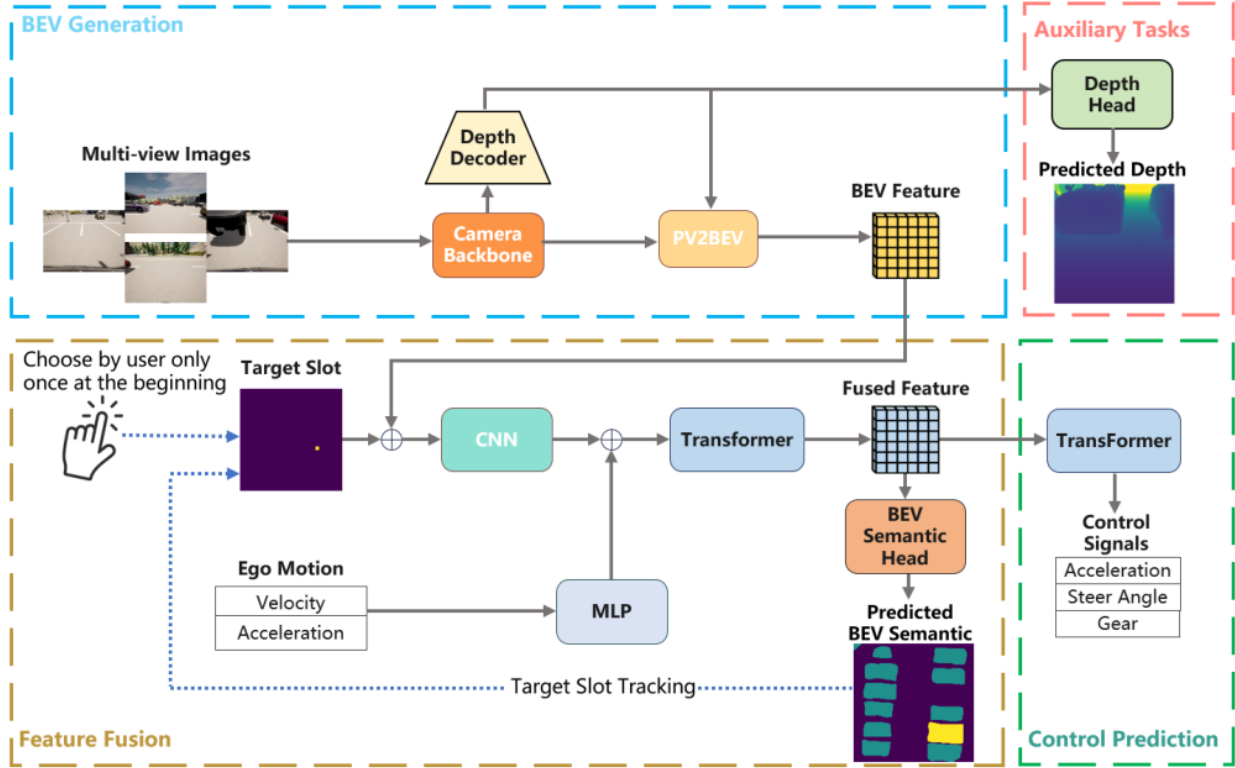 BEV Generation
Auxiliary Tasks
Depth
Head
Depth
Decoder
Multi-view Images
Predicted Depth
BEV Feature
Camera
Backbone
PV2BEV
Choose by user only
once at the beginning
Target Slot
Fused Feature
CNN
Transformer
TransFormer
BEV
Semantic
Head
Control
Signals
Ego Motion
Acceleration
Velocity
Steer Angle
MLP
Predicted
BEV Semantic
Gear
Acceleration
Target Slot Tracking
Feature Fusion
Control Prediction